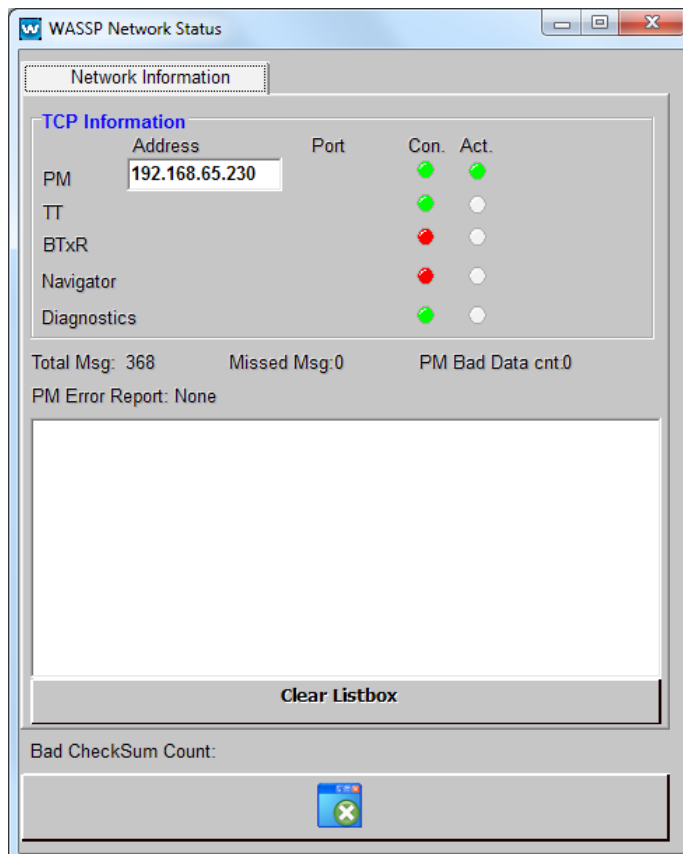 WASSP Network Status
Network Information
TCP Information
Address Port Con. Act.
PM 192.168.65.230
TT
BTxR
Navigator
Diagnostics
Total Msg: 368 Missed Msg:0 PM Bad Data cnt:0
PM Error Report: None
Clear Listbox
Bad CheckSum Count: